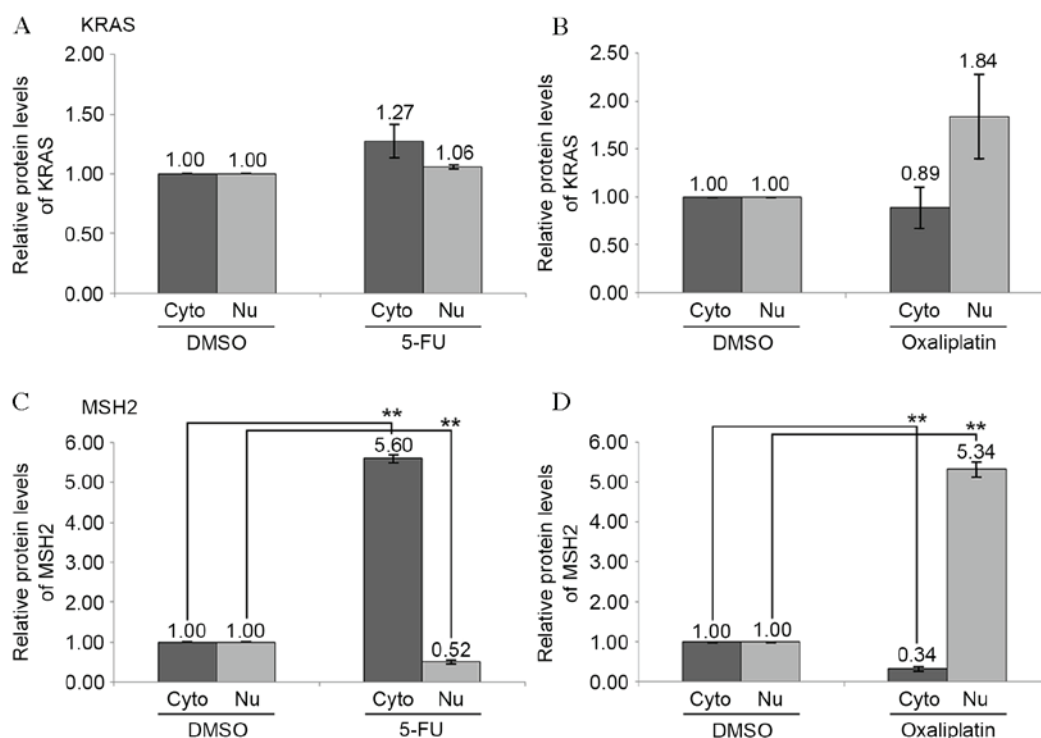 A KRAS
Relative protein levels
of KRAS
2.00
1.50
1.00
0.50
0.00
1.00 1.00 1.27 1.06
Cyto Nu Cyto Nu
DMSO 5-FU
B
Relative protein levels
of KRAS
2.50
2.00
1.50
1.00
0.50
0.00
1.00 1.00 0.89 1.84
Cyto Nu Cyto Nu
DMSO Oxaliplatin
C MSH2
Relative protein levels
of MSH2
6.00
5.00
4.00
3.00
2.00
1.00
0.00
** **
1.00 1.00 5.60 0.52
Cyto Nu Cyto Nu
DMSO 5-FU
D
Relative protein levels
of MSH2
6.00
5.00
4.00
3.00
2.00
1.00
0.00
** **
1.00 1.00 0.34 5.34
Cyto Nu Cyto Nu
DMSO Oxaliplatin